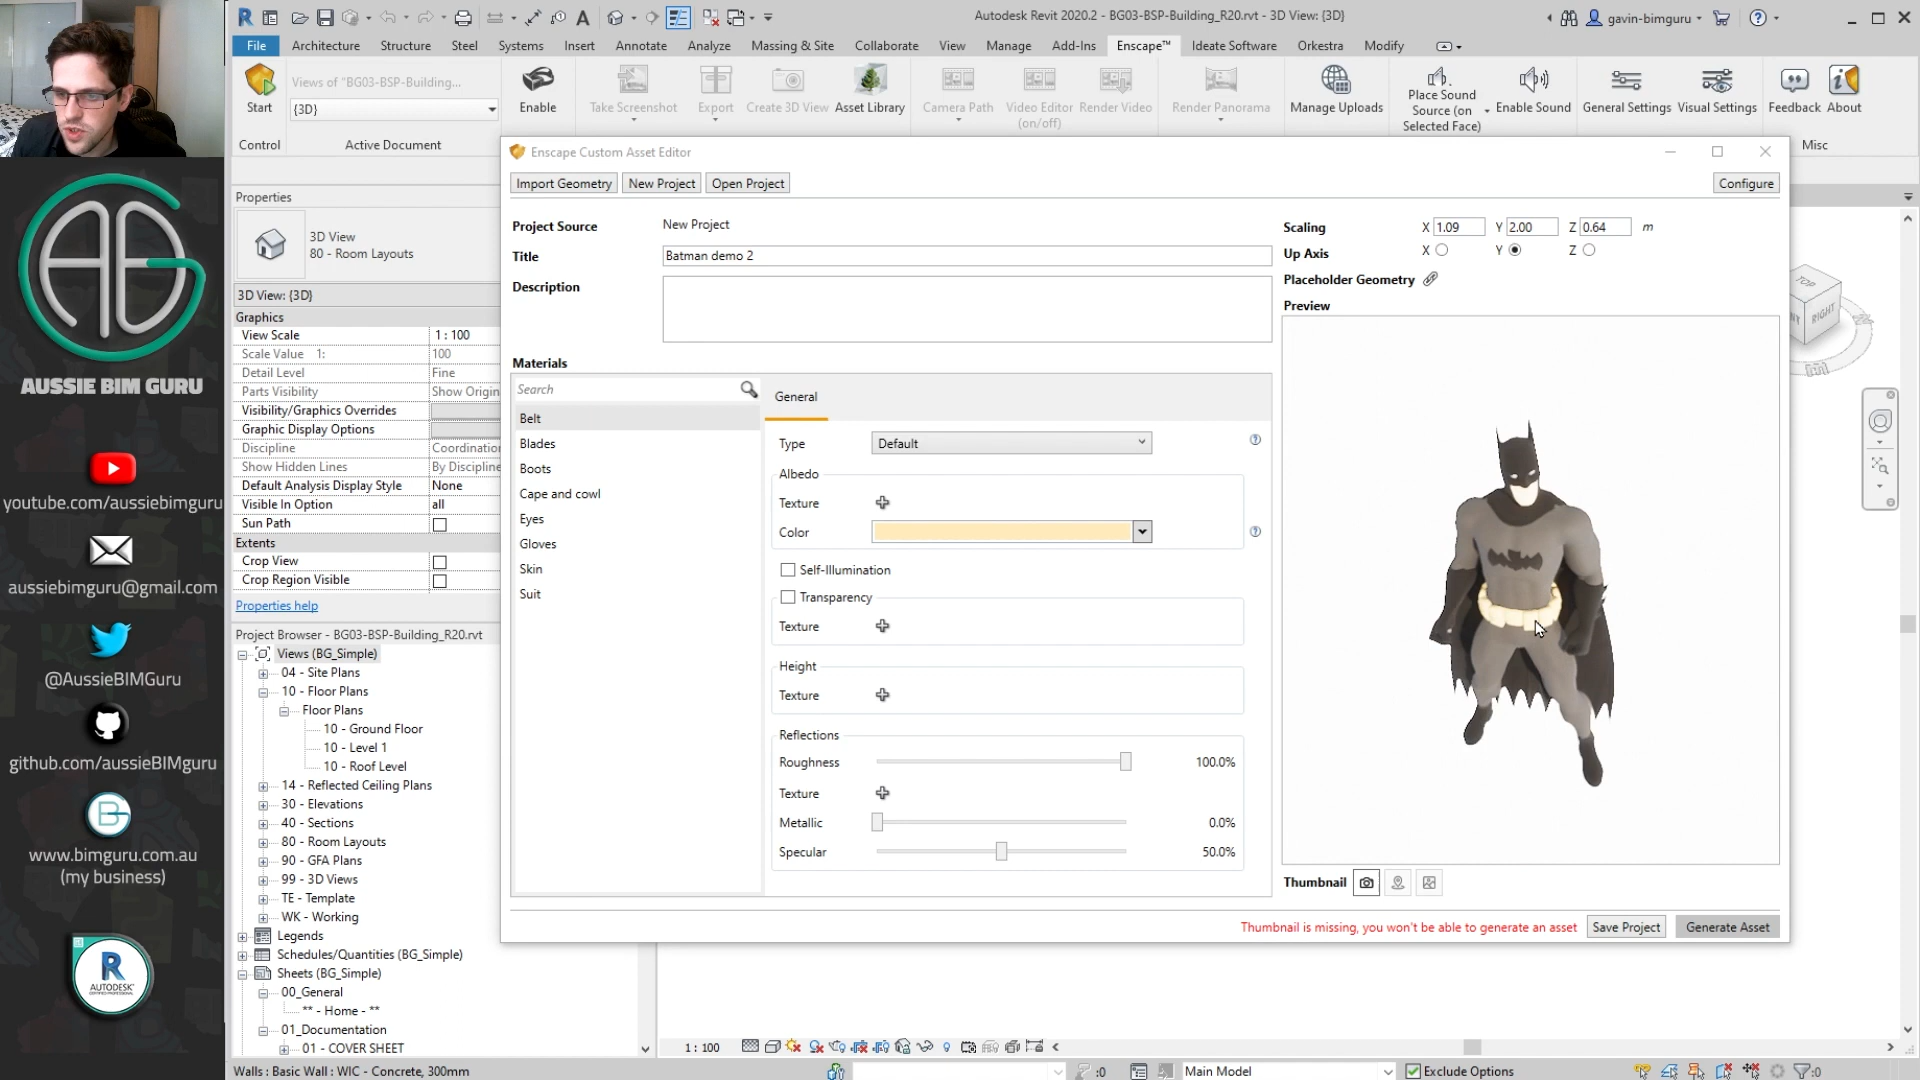 Autodesk Revit 2020.2 - BG03-BSP-Building_R20.rvt - 3D View: {3D}
gavin-bimguru
File
Architecture
Structure
Steel
Systems
Insert
Annotate
Analyze
Massing & Site
Collaborate
View
Manage
Add-Ins
Enscape™
Ideate Software
Orkestra
Modify
Start
Views of "BG03-BSP-Building...
{3D}
Enable
Take Screenshot
Export
Create 3D View
Asset Library
Camera Path
Video Editor (on/off)
Render Video
Render Panorama
Manage Uploads
Place Sound Source (on Selected Face)
Enable Sound
General Settings
Visual Settings
Feedback
About
Control
Active Document
Misc
ABG
AUSSIE BIM GURU
youtube.com/aussiebimguru
aussiebimguru@gmail.com
@AussieBIMGuru
github.com/aussieBIMguru
www.bimguru.com.au
(my business)
R
AUTODESK
Properties
3D View
80 - Room Layouts
3D View: {3D}
Graphics
View Scale 1 : 100
Scale Value 1: 100
Detail Level Fine
Parts Visibility Show Origin
Visibility/Graphics Overrides
Graphic Display Options
Discipline Coordination
Show Hidden Lines By Discipline
Default Analysis Display Style None
Visible In Option all
Sun Path
Extents
Crop View
Crop Region Visible
Properties help
Project Browser - BG03-BSP-Building_R20.rvt
Views (BG_Simple)
04 - Site Plans
10 - Floor Plans
Floor Plans
10 - Ground Floor
10 - Level 1
10 - Roof Level
14 - Reflected Ceiling Plans
30 - Elevations
40 - Sections
80 - Room Layouts
90 - GFA Plans
99 - 3D Views
TE - Template
WK - Working
Legends
Schedules/Quantities (BG_Simple)
Sheets (BG_Simple)
00_General
** - Home - **
01_Documentation
01 - COVER SHEET
Enscape Custom Asset Editor
Import Geometry
New Project
Open Project
Configure
Project Source New Project
Title Batman demo 2
Description
Materials
Search
Belt
Blades
Boots
Cape and cowl
Eyes
Gloves
Skin
Suit
General
Type Default
Albedo
Texture
Color
Self-Illumination
Transparency
Texture
Height
Texture
Reflections
Roughness 100.0%
Texture
Metallic 0.0%
Specular 50.0%
Scaling X 1.09 Y 2.00 Z 0.64 m
Up Axis X Y Z
Placeholder Geometry
Preview
Thumbnail
Thumbnail is missing, you won't be able to generate an asset
Save Project
Generate Asset
TOP
RIGHT
1 : 100
Walls : Basic Wall : WIC - Concrete, 300mm
:0
Main Model
Exclude Options
:0